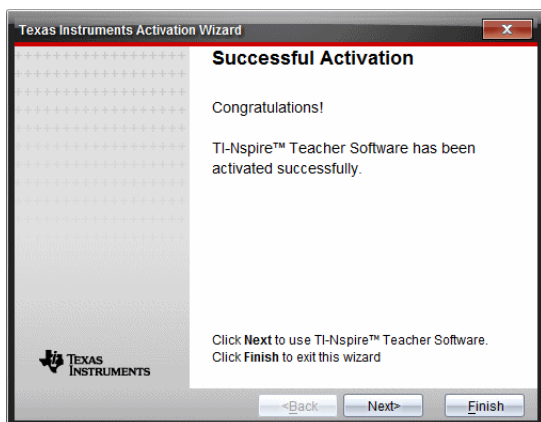 Texas Instruments Activation Wizard
x
Successful Activation
Congratulations!
TI-Nspire™ Teacher Software has been
activated successfully.
Click Next to use TI-Nspire™ Teacher Software.
Click Finish to exit this wizard
TEXAS
INSTRUMENTS
<Back Next> Finish